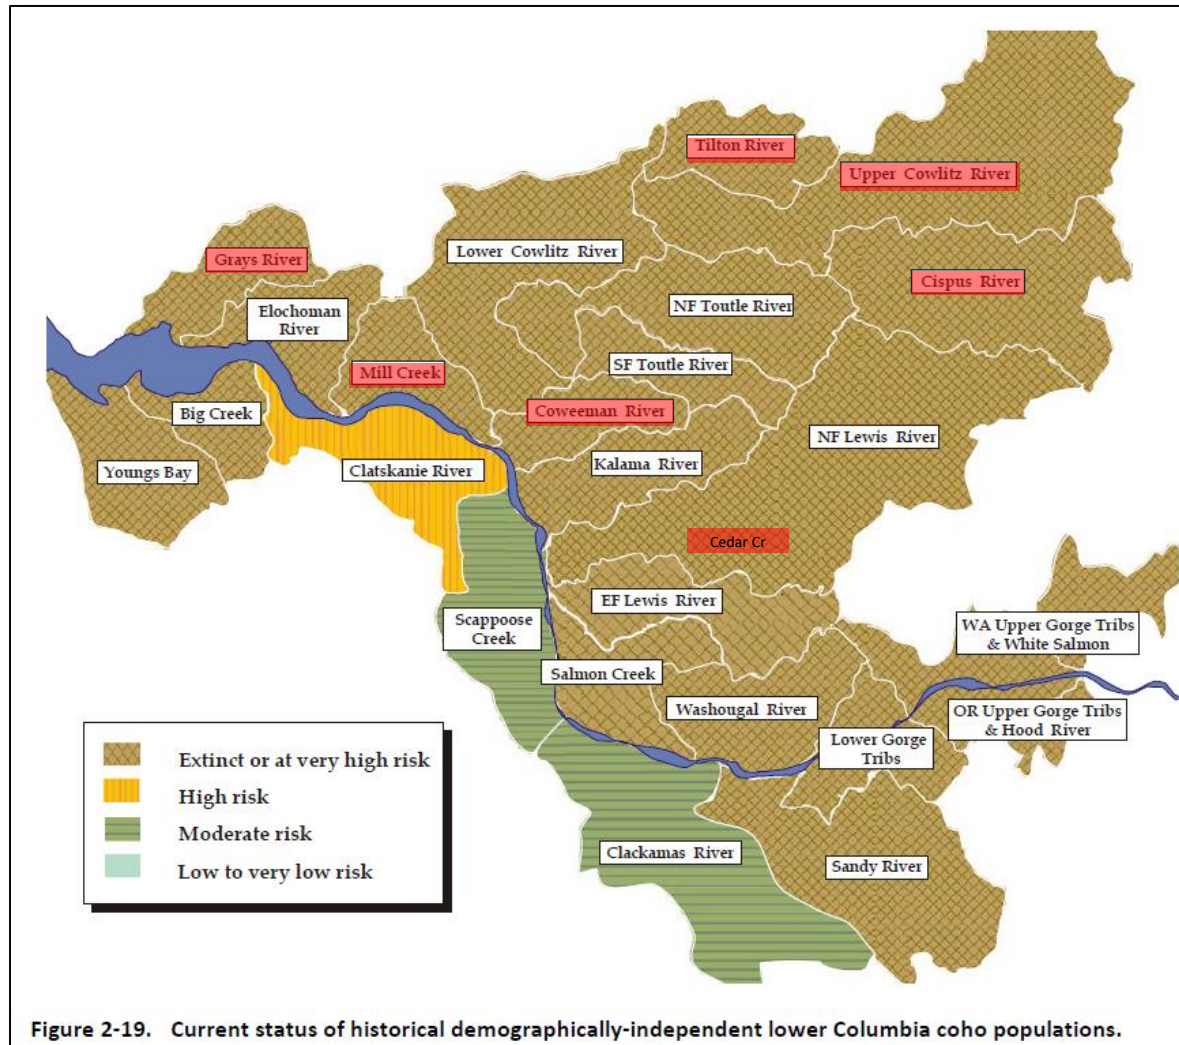 Tilton River
Upper Cowlitz River
Lower Cowlitz River
Grays River
Cispus River
Elochoman
River
NF Toutle River
SF Toutle River
Mill Creek
Coweeman River
Big Creek
NF Lewis River
Youngs Bay
Clatskanie River
Kalama River
Cedar Cr
EF Lewis River
Scappoose
Creek
WA Upper Gorge Tribs
& White Salmon
Salmon Creek
Washougal River
OR Upper Gorge Tribs
& Hood River
Lower Gorge
Tribs
Extinct or at very high risk
High risk
Moderate risk
Low to very low risk
Clackamas River
Sandy River
Figure 2-19. Current status of historical demographically-independent lower Columbia coho populations.